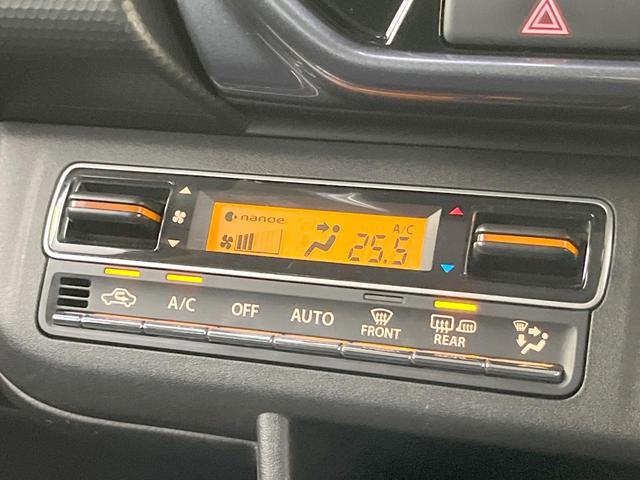 nanoe
A/C
25.5
A/C OFF AUTO FRONT REAR